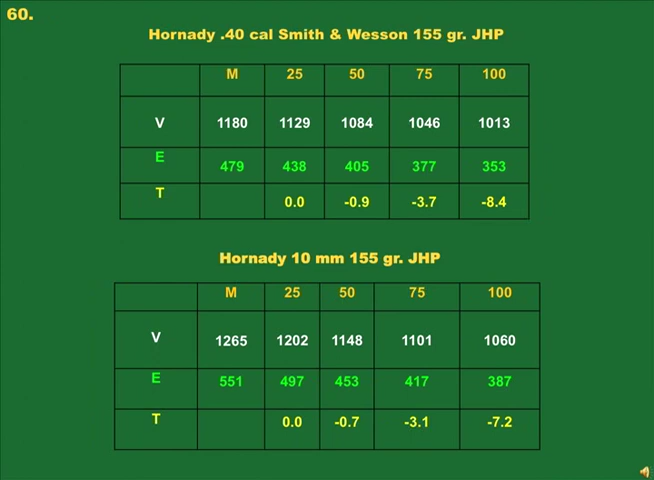 60.
Hornady .40 cal Smith & Wesson 155 gr. JHP
M 25 50 75 100
V 1180 1129 1084 1046 1013
E 479 438 405 377 353
T 0.0 -0.9 -3.7 -8.4
Hornady 10 mm 155 gr. JHP
M 25 50 75 100
V 1265 1202 1148 1101 1060
E 551 497 453 417 387
T 0.0 -0.7 -3.1 -7.2